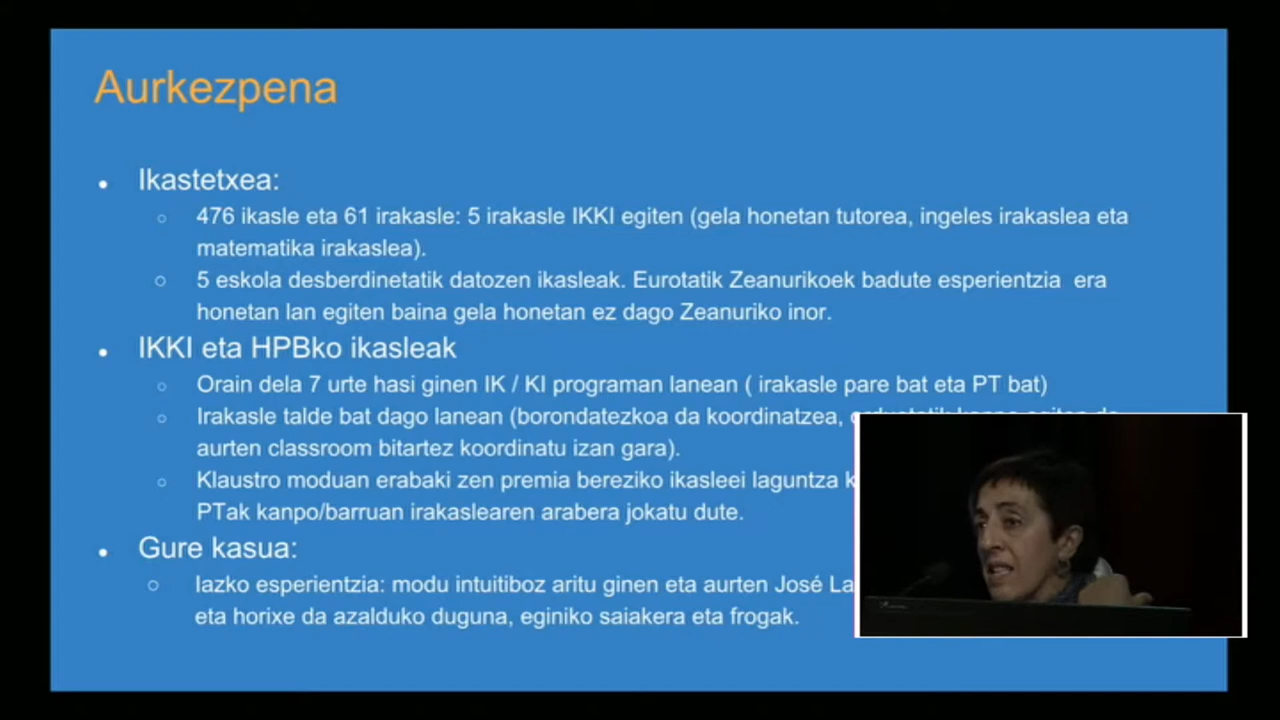 Aurkezpena
Ikastetxea:
476 ikasle eta 61 irakasle: 5 irakasle IKKI egiten (gela honetan tutorea, ingeles irakaslea eta
matematika irakaslea).
5 eskola desberdinetatik datozen ikasleak. Eurotatik Zeanurikoek badute esperientzia era
honetan lan egiten baina gela honetan ez dago Zeanuriko inor.
IKKI eta HPBko ikasleak
Orain dela 7 urte hasi ginen IK / KI programan lanean ( irakasle pare bat eta PT bat)
Irakasle talde bat dago lanean (borondatezkoa da koordinatzea,
aurten classroom bitartez koordinatu izan gara).
Klaustro moduan erabaki zen premia bereziko ikasleei laguntza
PTak kanpo/barruan irakaslearen arabera jokatu dute.
Gure kasua:
Iazko esperientzia: modu intuitiboz aritu ginen eta aurten José
eta horixe da azalduko duguna, eginiko saiakera eta frogak.